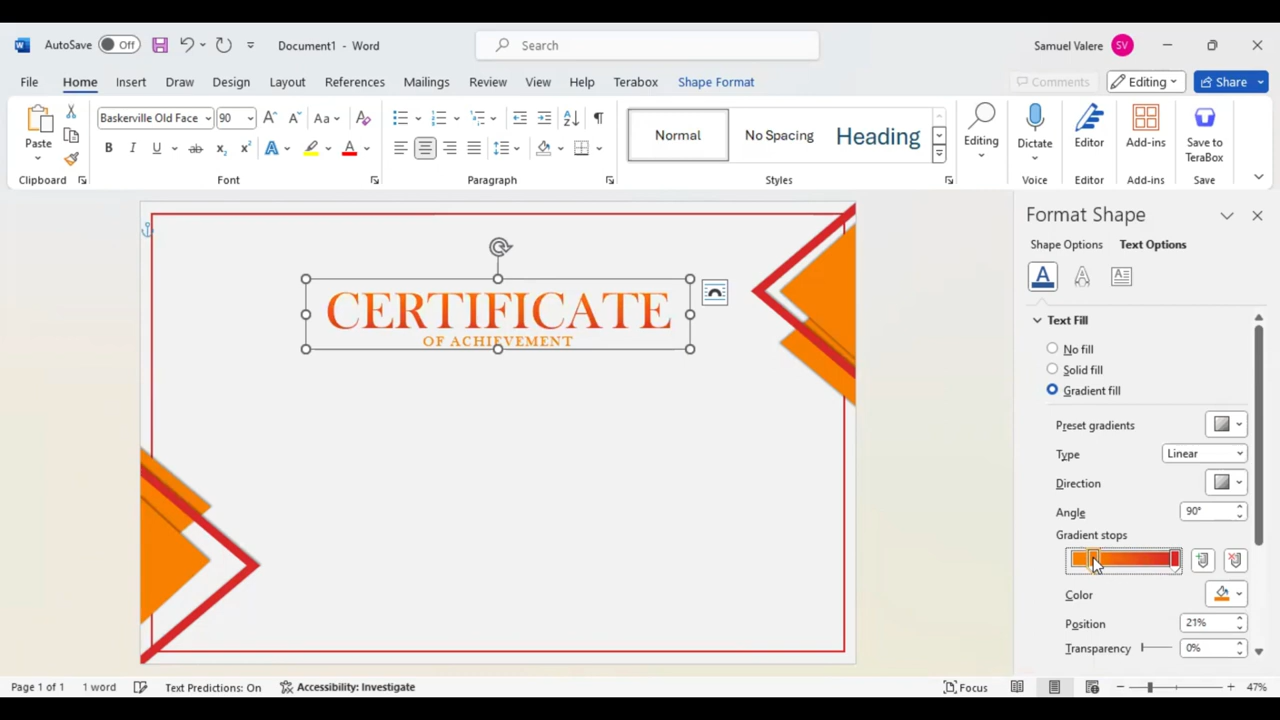 AutoSave Off Document1 - Word Search Samuel Valere SV
File Home Insert Draw Design Layout References Mailings Review View Help Terabox Shape Format Comments Editing Share
Paste Baskerville Old Face 90 Aa Normal No Spacing Heading Editing Dictate Editor Add-ins Save to TeraBox
Clipboard Font Paragraph Styles Voice Editor Add-ins Save
Format Shape
Shape Options Text Options
CERTIFICATE
OF ACHIEVEMENT
Text Fill
No fill
Solid fill
Gradient fill
Preset gradients
Type Linear
Direction
Angle 90°
Gradient stops
Color
Position 21%
Transparency 0%
Page 1 of 1 1 word Text Predictions: On Accessibility: Investigate Focus 47%